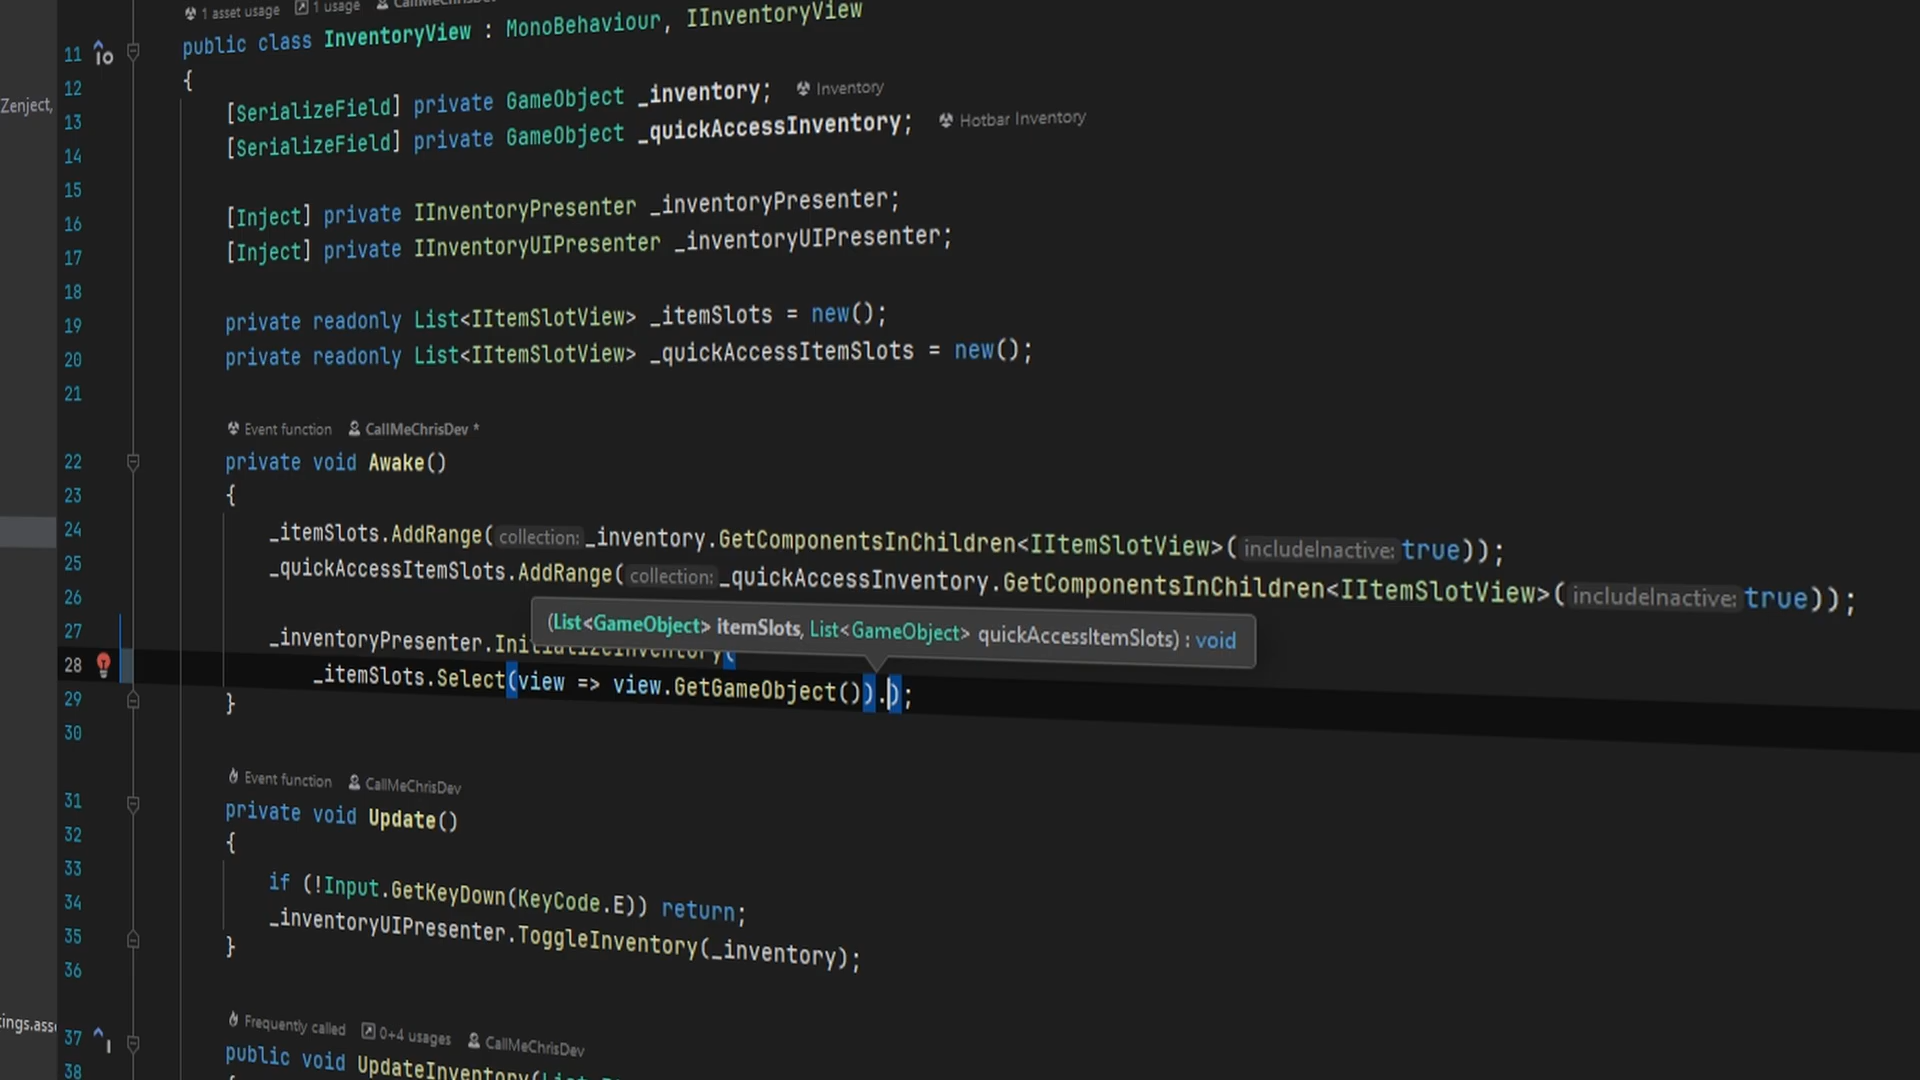 1 asset usage 1 usage
11 public class InventoryView : MonoBehaviour, IInventoryView
12 {
Zenject,
13 [SerializeField] private GameObject _inventory; Inventory
14 [SerializeField] private GameObject _quickAccessInventory; Hotbar Inventory
15
16 [Inject] private IInventoryPresenter _inventoryPresenter;
17 [Inject] private IInventoryUIPresenter _inventoryUIPresenter;
18
19 private readonly List<IItemSlotView> _itemSlots = new();
20 private readonly List<IItemSlotView> _quickAccessItemSlots = new();
21
Event function CallMeChrisDev *
22 private void Awake()
23 {
24 _itemSlots.AddRange( collection: _inventory.GetComponentsInChildren<IItemSlotView>( includeInactive: true));
25 _quickAccessItemSlots.AddRange( collection: _quickAccessInventory.GetComponentsInChildren<IItemSlotView>( includeInactive: true));
26
(List<GameObject> itemSlots, List<GameObject> quickAccessItemSlots) : void
27 _inventoryPresenter.InitializeInventory(
28 _itemSlots.Select(view => view.GetGameObject()).);
29 }
30
Event function CallMeChrisDev
31 private void Update()
32 {
33 if (!Input.GetKeyDown(KeyCode.E)) return;
34 _inventoryUIPresenter.ToggleInventory(_inventory);
35 }
36
Frequently called 0+4 usages CallMeChrisDev
37 public void UpdateInventory(
38